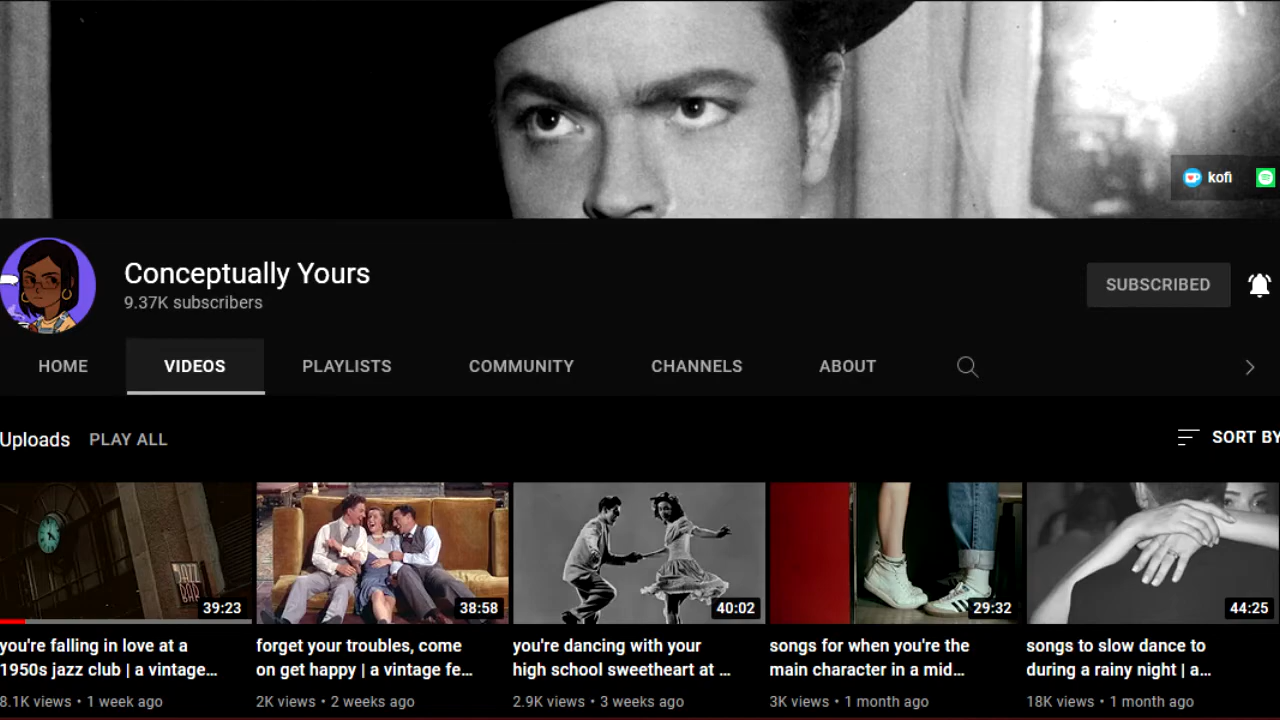 kofi
Conceptually Yours
9.37K subscribers
SUBSCRIBED
HOME VIDEOS PLAYLISTS COMMUNITY CHANNELS ABOUT
Uploads PLAY ALL
SORT BY
JAZZ
BAR
39:23 38:58 40:02 29:32 44:25
you're falling in love at a
1950s jazz club | a vintage...
8.1K views • 1 week ago
forget your troubles, come
on get happy | a vintage fe...
2K views • 2 weeks ago
you're dancing with your
high school sweetheart at ...
2.9K views • 3 weeks ago
songs for when you're the
main character in a mid...
3K views • 1 month ago
songs to slow dance to
during a rainy night | a...
18K views • 1 month ago